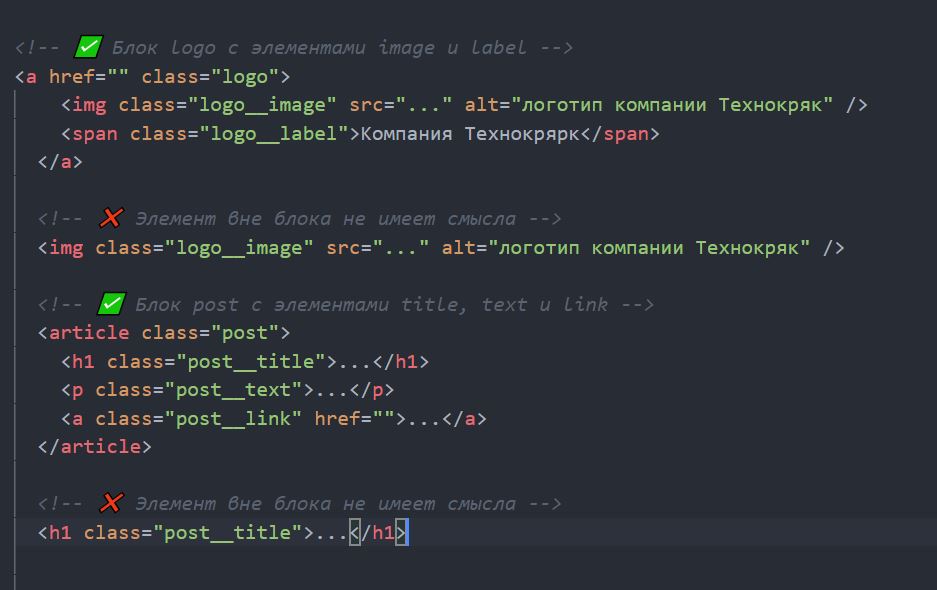 <!-- ✅ Блок logo с элементами image и label -->
<a href="" class="logo">
<img class="logo__image" src="..." alt="логотип компании Технокряк" />
<span class="logo__label">Компания Технокрярк</span>
</a>
<!-- ❌ Элемент вне блока не имеет смысла -->
<img class="logo__image" src="..." alt="логотип компании Технокряк" />
<!-- ✅ Блок post с элементами title, text и link -->
<article class="post">
<h1 class="post__title">...</h1>
<p class="post__text">...</p>
<a class="post__link" href="">...</a>
</article>
<!-- ❌ Элемент вне блока не имеет смысла -->
<h1 class="post__title">...</h1>